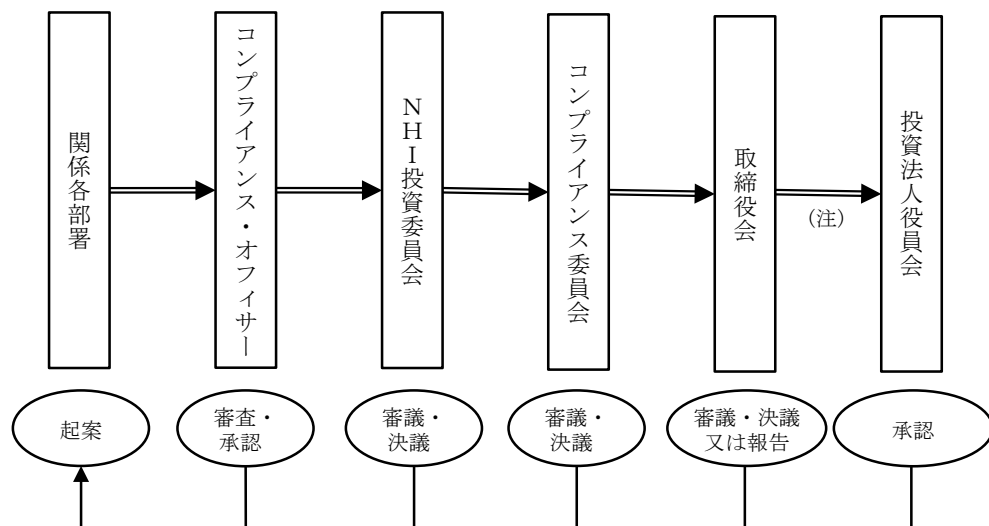 関係各部署
コンプライアンス・オフィサー
ＮＨＩ投資委員会
コンプライアンス委員会
取締役会
（注）
投資法人役員会
起案
審査・
承認
審議・
決議
審議・
決議
審議・決議
又は報告
承認